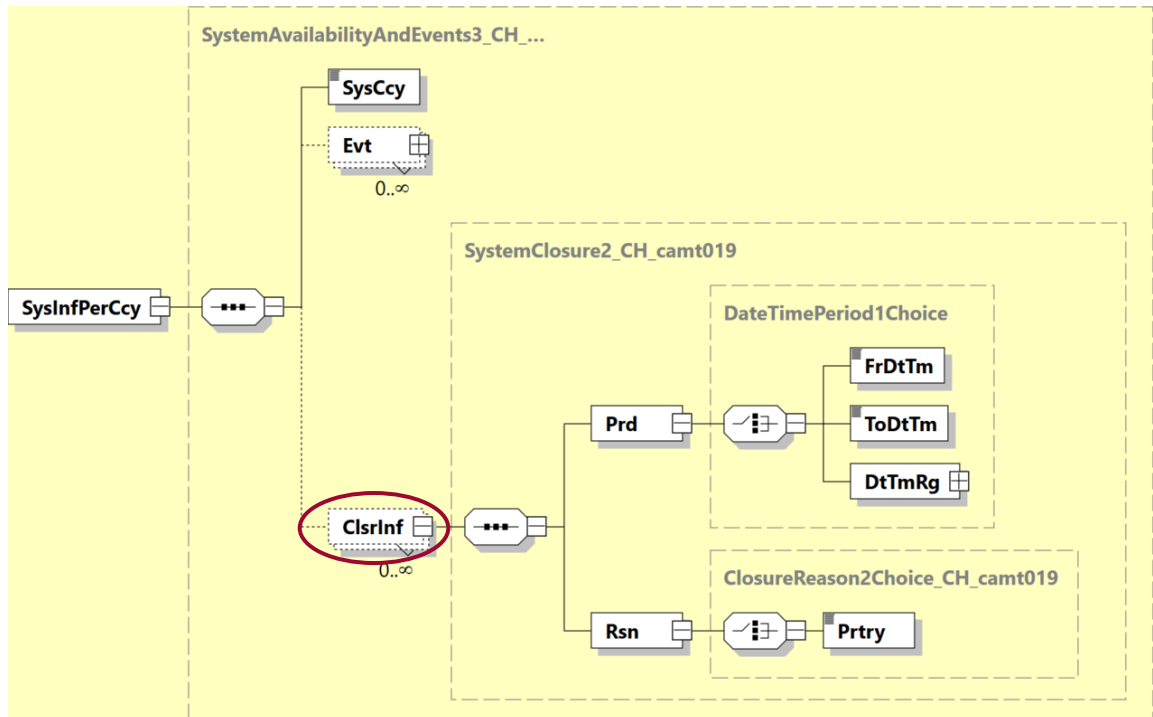 SystemAvailabilityAndEvents3_CH_...
SysCcy
Evt
0..∞
SystemClosure2_CH_camt019
SysInfPerCcy
DateTimePeriod1Choice
FrDtTm
Prd
ToDtTm
DtTmRg
ClsrInf
0..∞
ClosureReason2Choice_CH_camt019
Rsn
Prtry